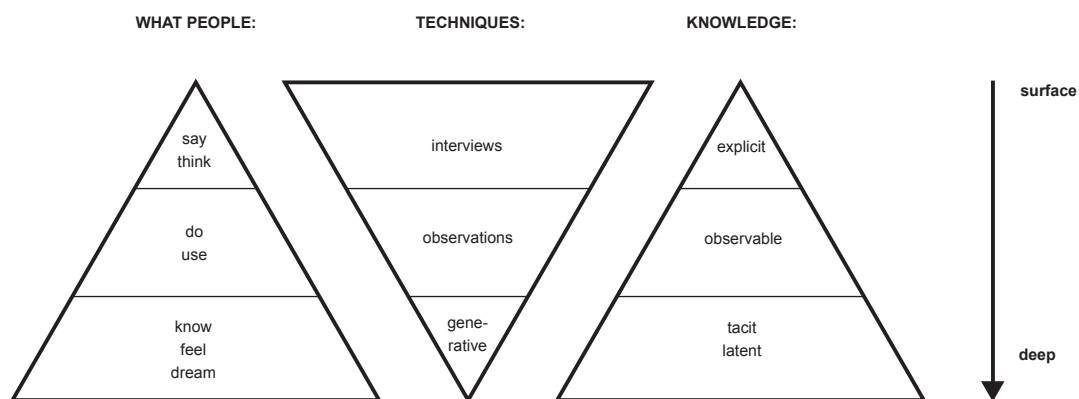 WHAT PEOPLE:
TECHNIQUES:
KNOWLEDGE:
surface
say
think
interviews
explicit
do
use
observations
observable
know
feel
dream
gene-
rative
tacit
latent
deep